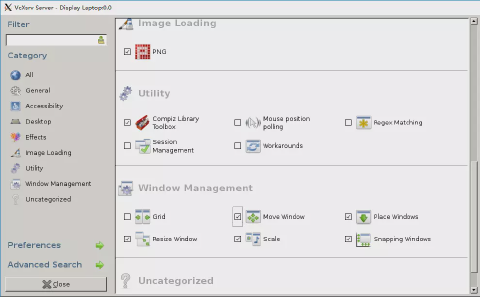 VcXsrv Server - Display Laptop:0.0
Filter
Category
All
General
Accessibility
Desktop
Effects
Image Loading
Utility
Window Management
Uncategorized
Preferences
Advanced Search
Close
Image Loading
PNG
Utility
Compiz Library
Toolbox
Mouse position
polling
Regex Matching
Session
Management
Workarounds
Window Management
Grid
Move Window
Place Windows
Resize Window
Scale
Snapping Windows
Uncategorized